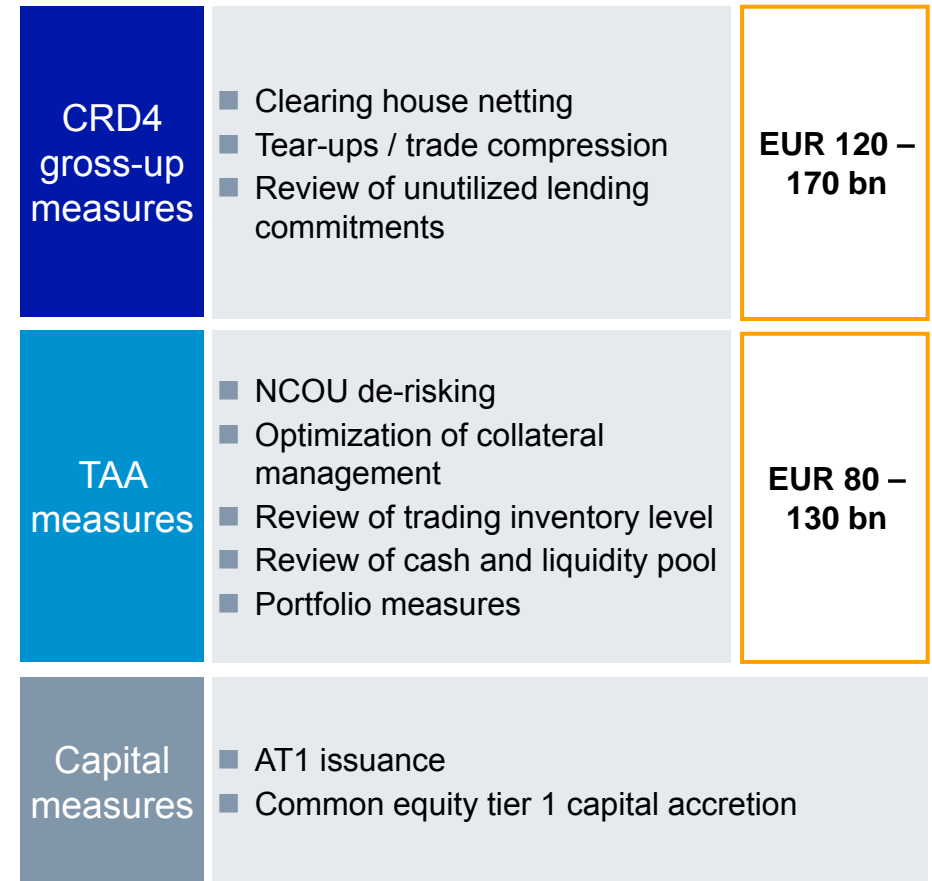 CRD4
gross-up
measures
Clearing house netting
Tear-ups / trade compression
Review of unutilized lending
commitments
EUR 120 –
170 bn
TAA
measures
NCOU de-risking
Optimization of collateral
management
Review of trading inventory level
Review of cash and liquidity pool
Portfolio measures
EUR 80 –
130 bn
Capital
measures
AT1 issuance
Common equity tier 1 capital accretion